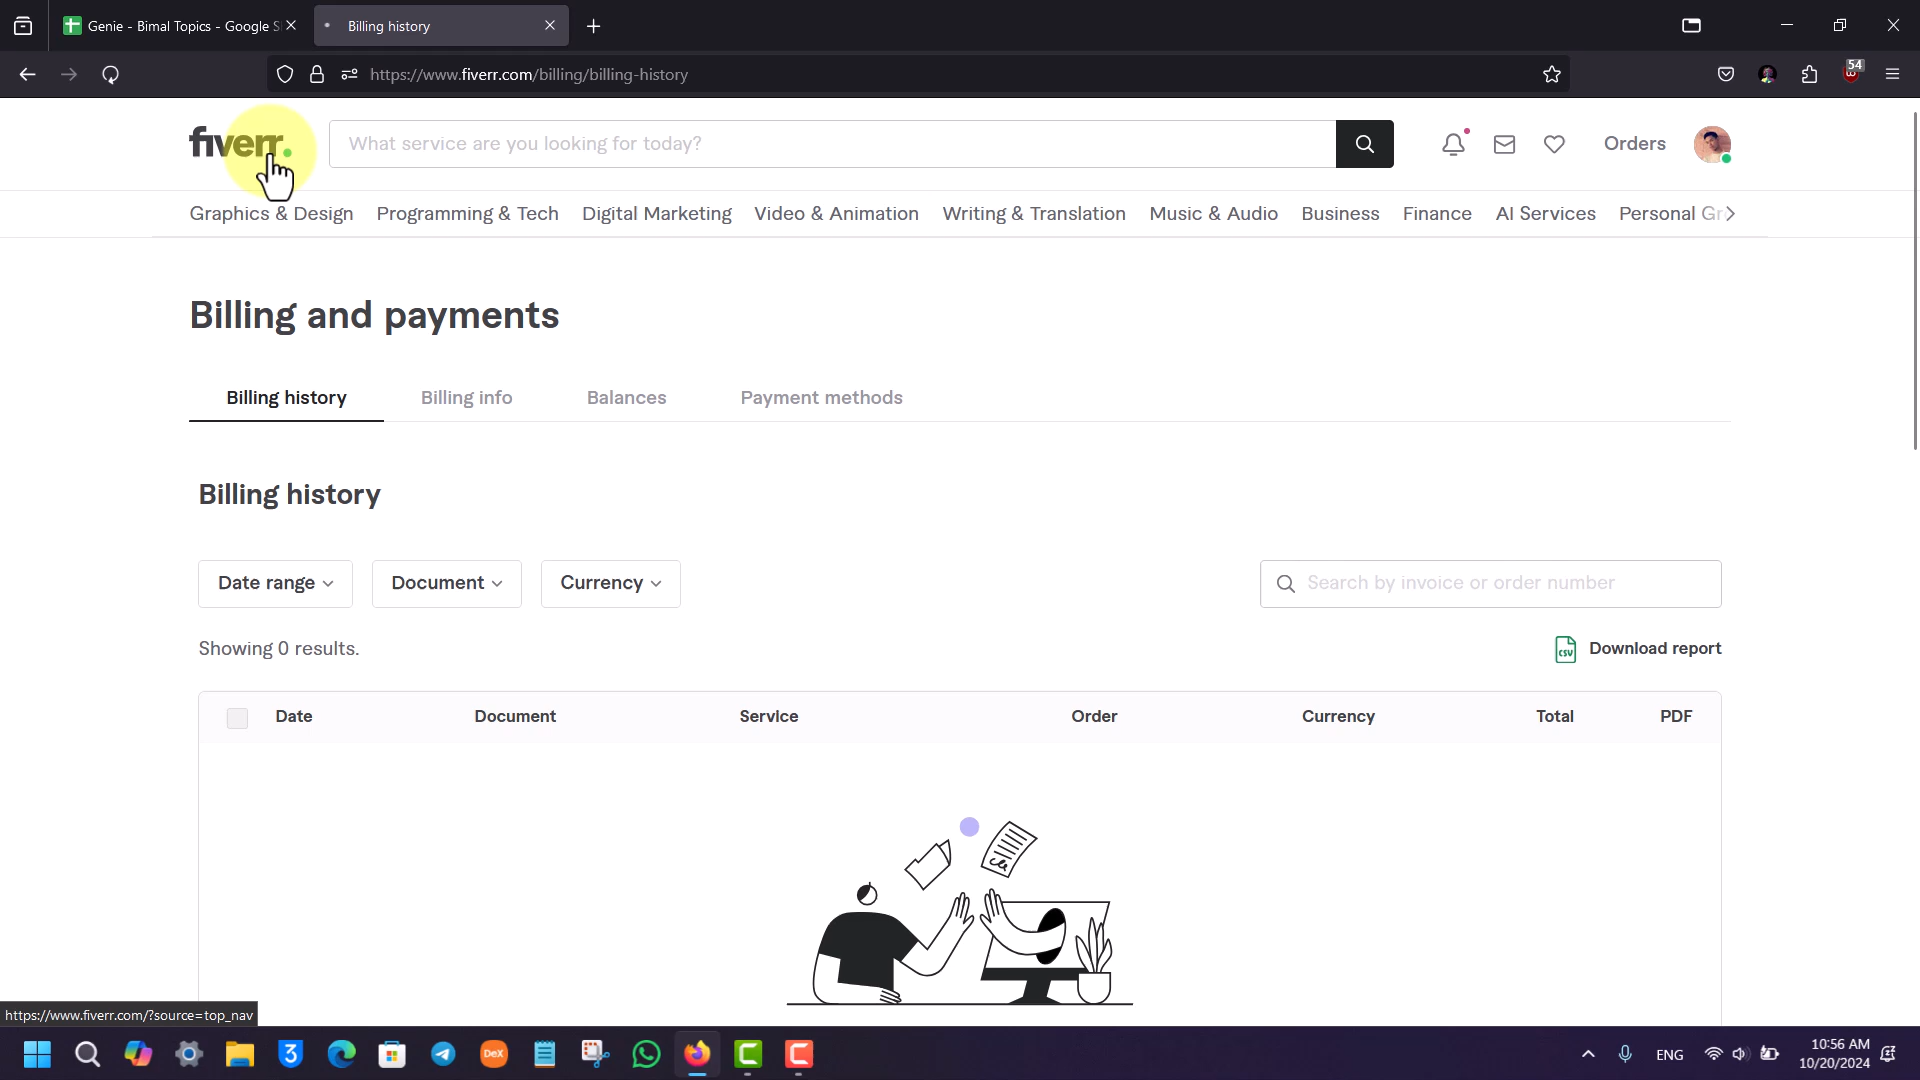 Genie - Bimal Topics - Google S
Billing history
https://www.fiverr.com/billing/billing-history
54
fiverr.
What service are you looking for today?
Orders
Graphics & Design Programming & Tech Digital Marketing Video & Animation Writing & Translation Music & Audio Business Finance AI Services Personal Gr
Billing and payments
Billing history Billing info Balances Payment methods
Billing history
Date range Document Currency
Search by invoice or order number
Showing 0 results.
CSV Download report
Date Document Service Order Currency Total PDF
https://www.fiverr.com/?source=top_nav
3
DeX
ENG
10:56 AM
10/20/2024